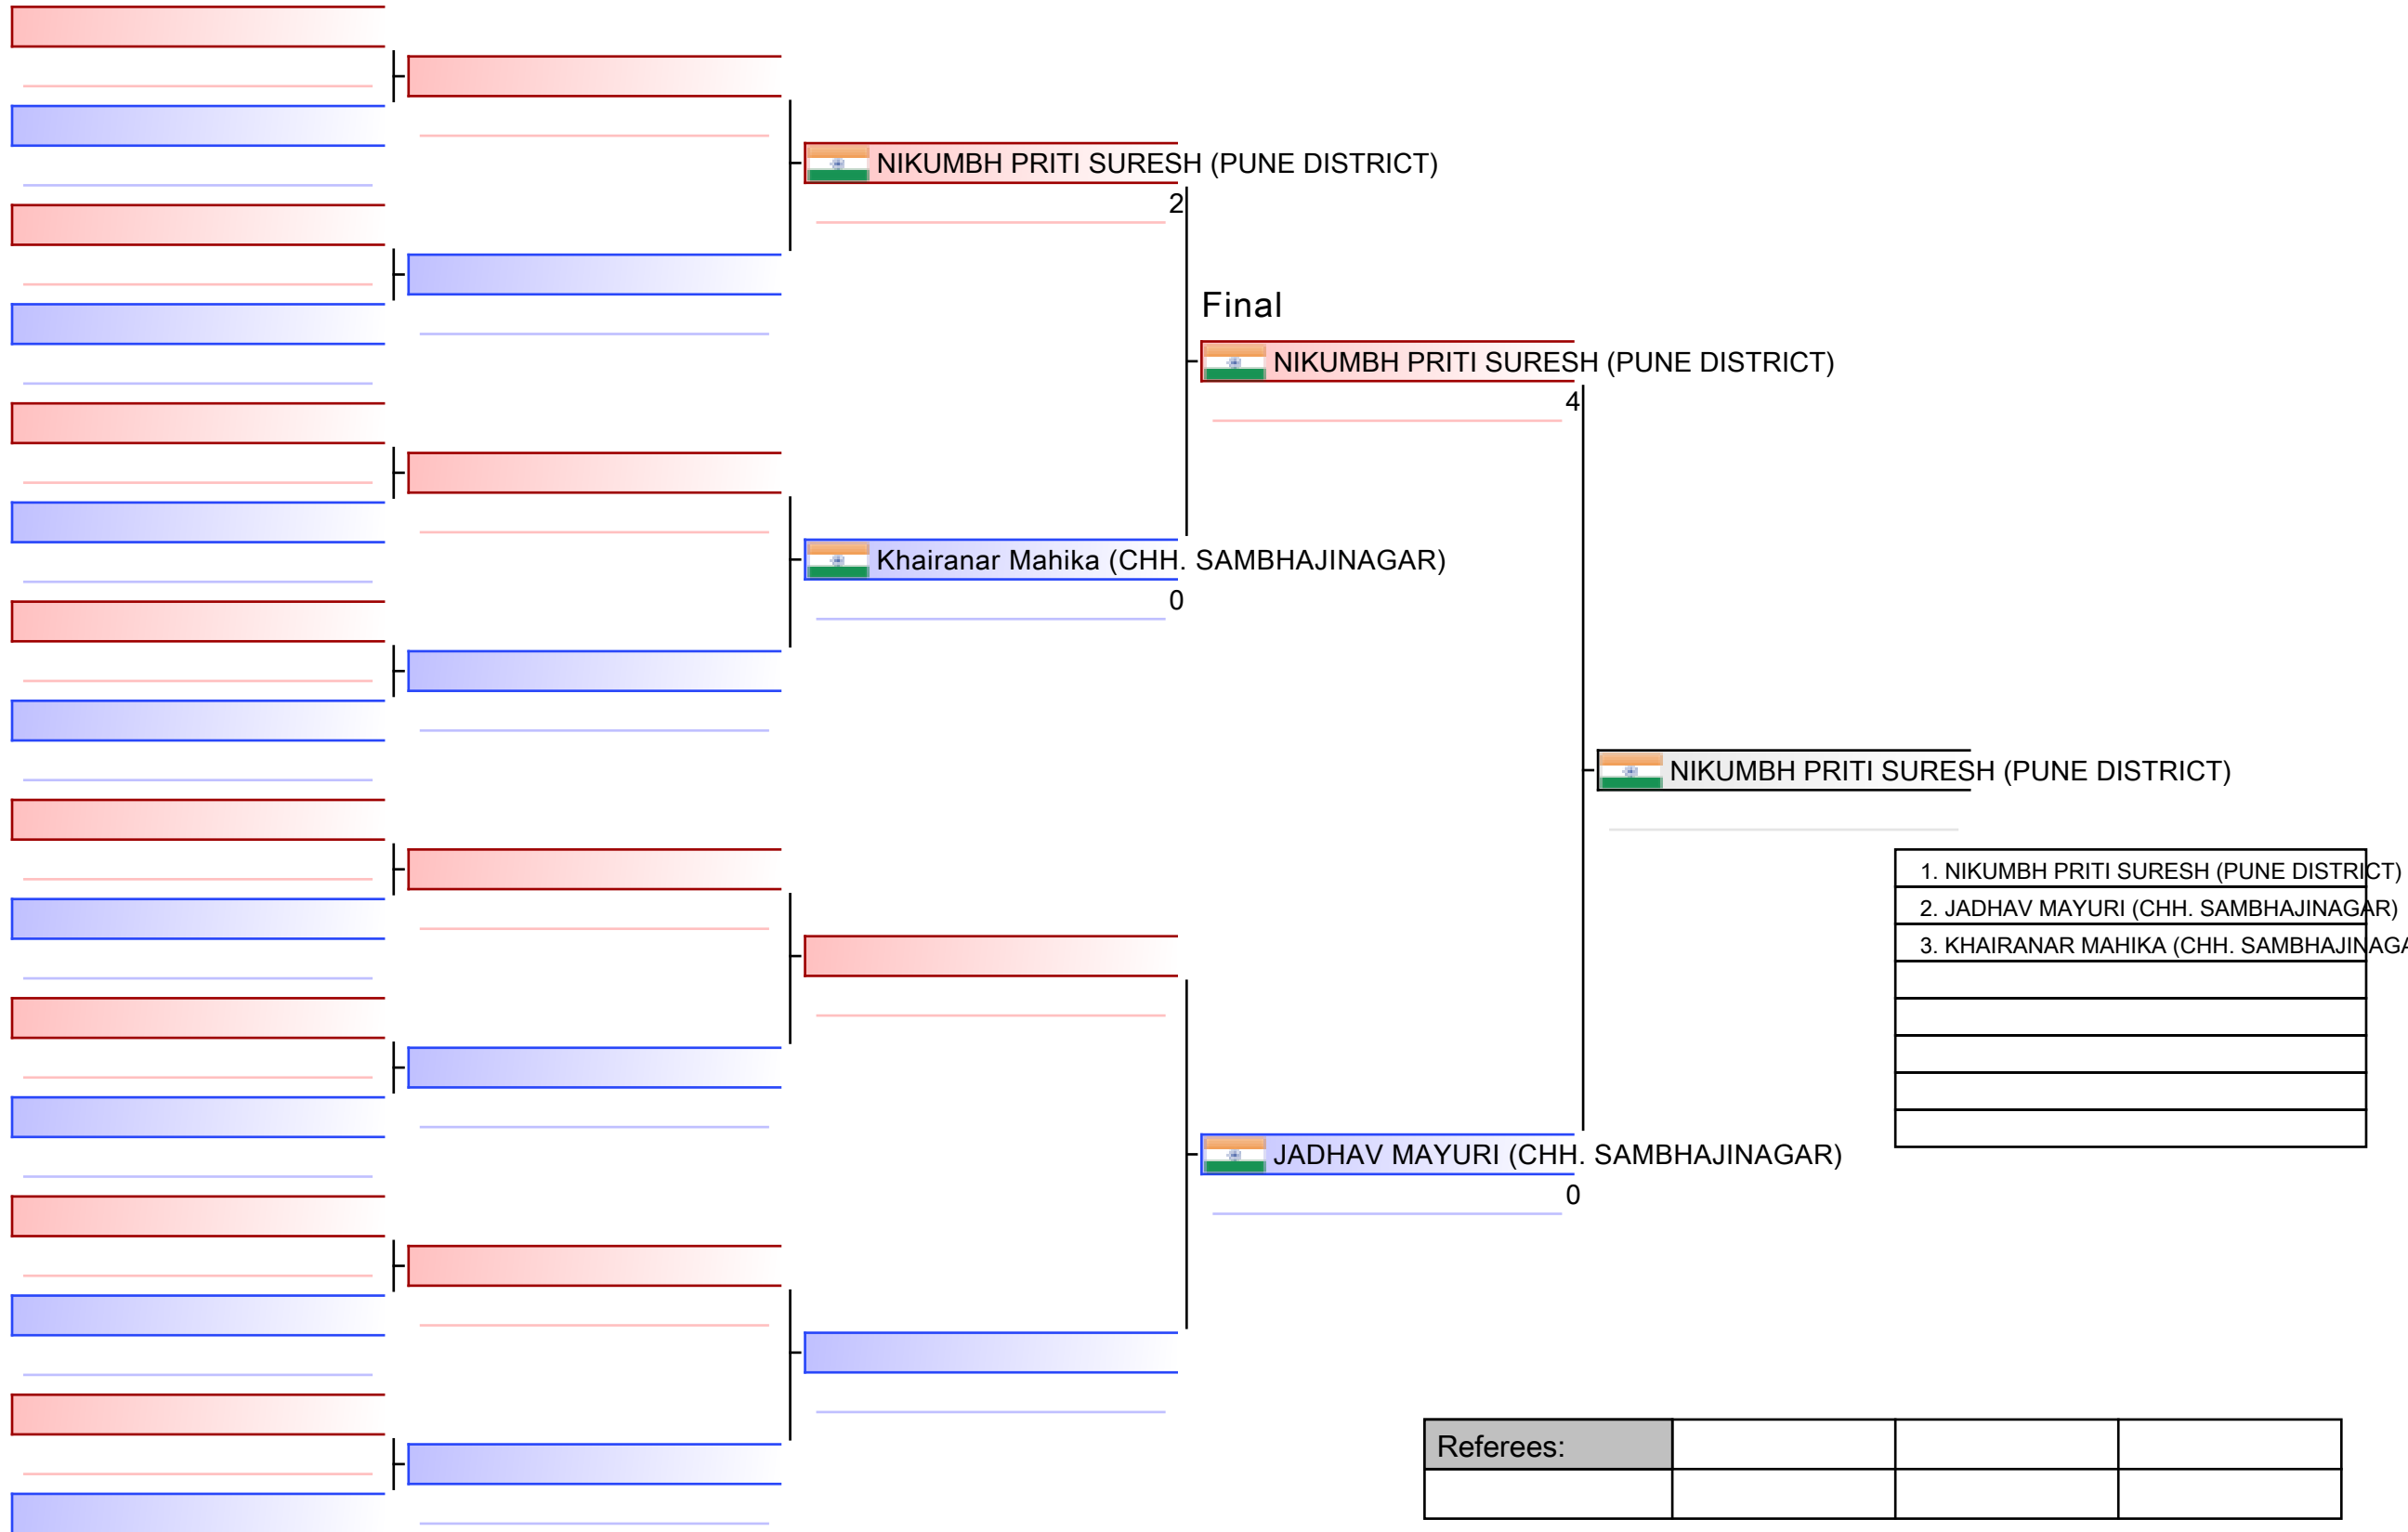 NIKUMBH PRITI SURESH (PUNE DISTRICT)
2
Final
NIKUMBH PRITI SURESH (PUNE DISTRICT)
4
Khairanar Mahika (CHH. SAMBHAJINAGAR)
0
NIKUMBH PRITI SURESH (PUNE DISTRICT)
1. NIKUMBH PRITI SURESH (PUNE DISTRICT)
2. JADHAV MAYURI (CHH. SAMBHAJINAGAR)
3. KHAIRANAR MAHIKA (CHH. SAMBHAJINAGA
JADHAV MAYURI (CHH. SAMBHAJINAGAR)
0
Referees: